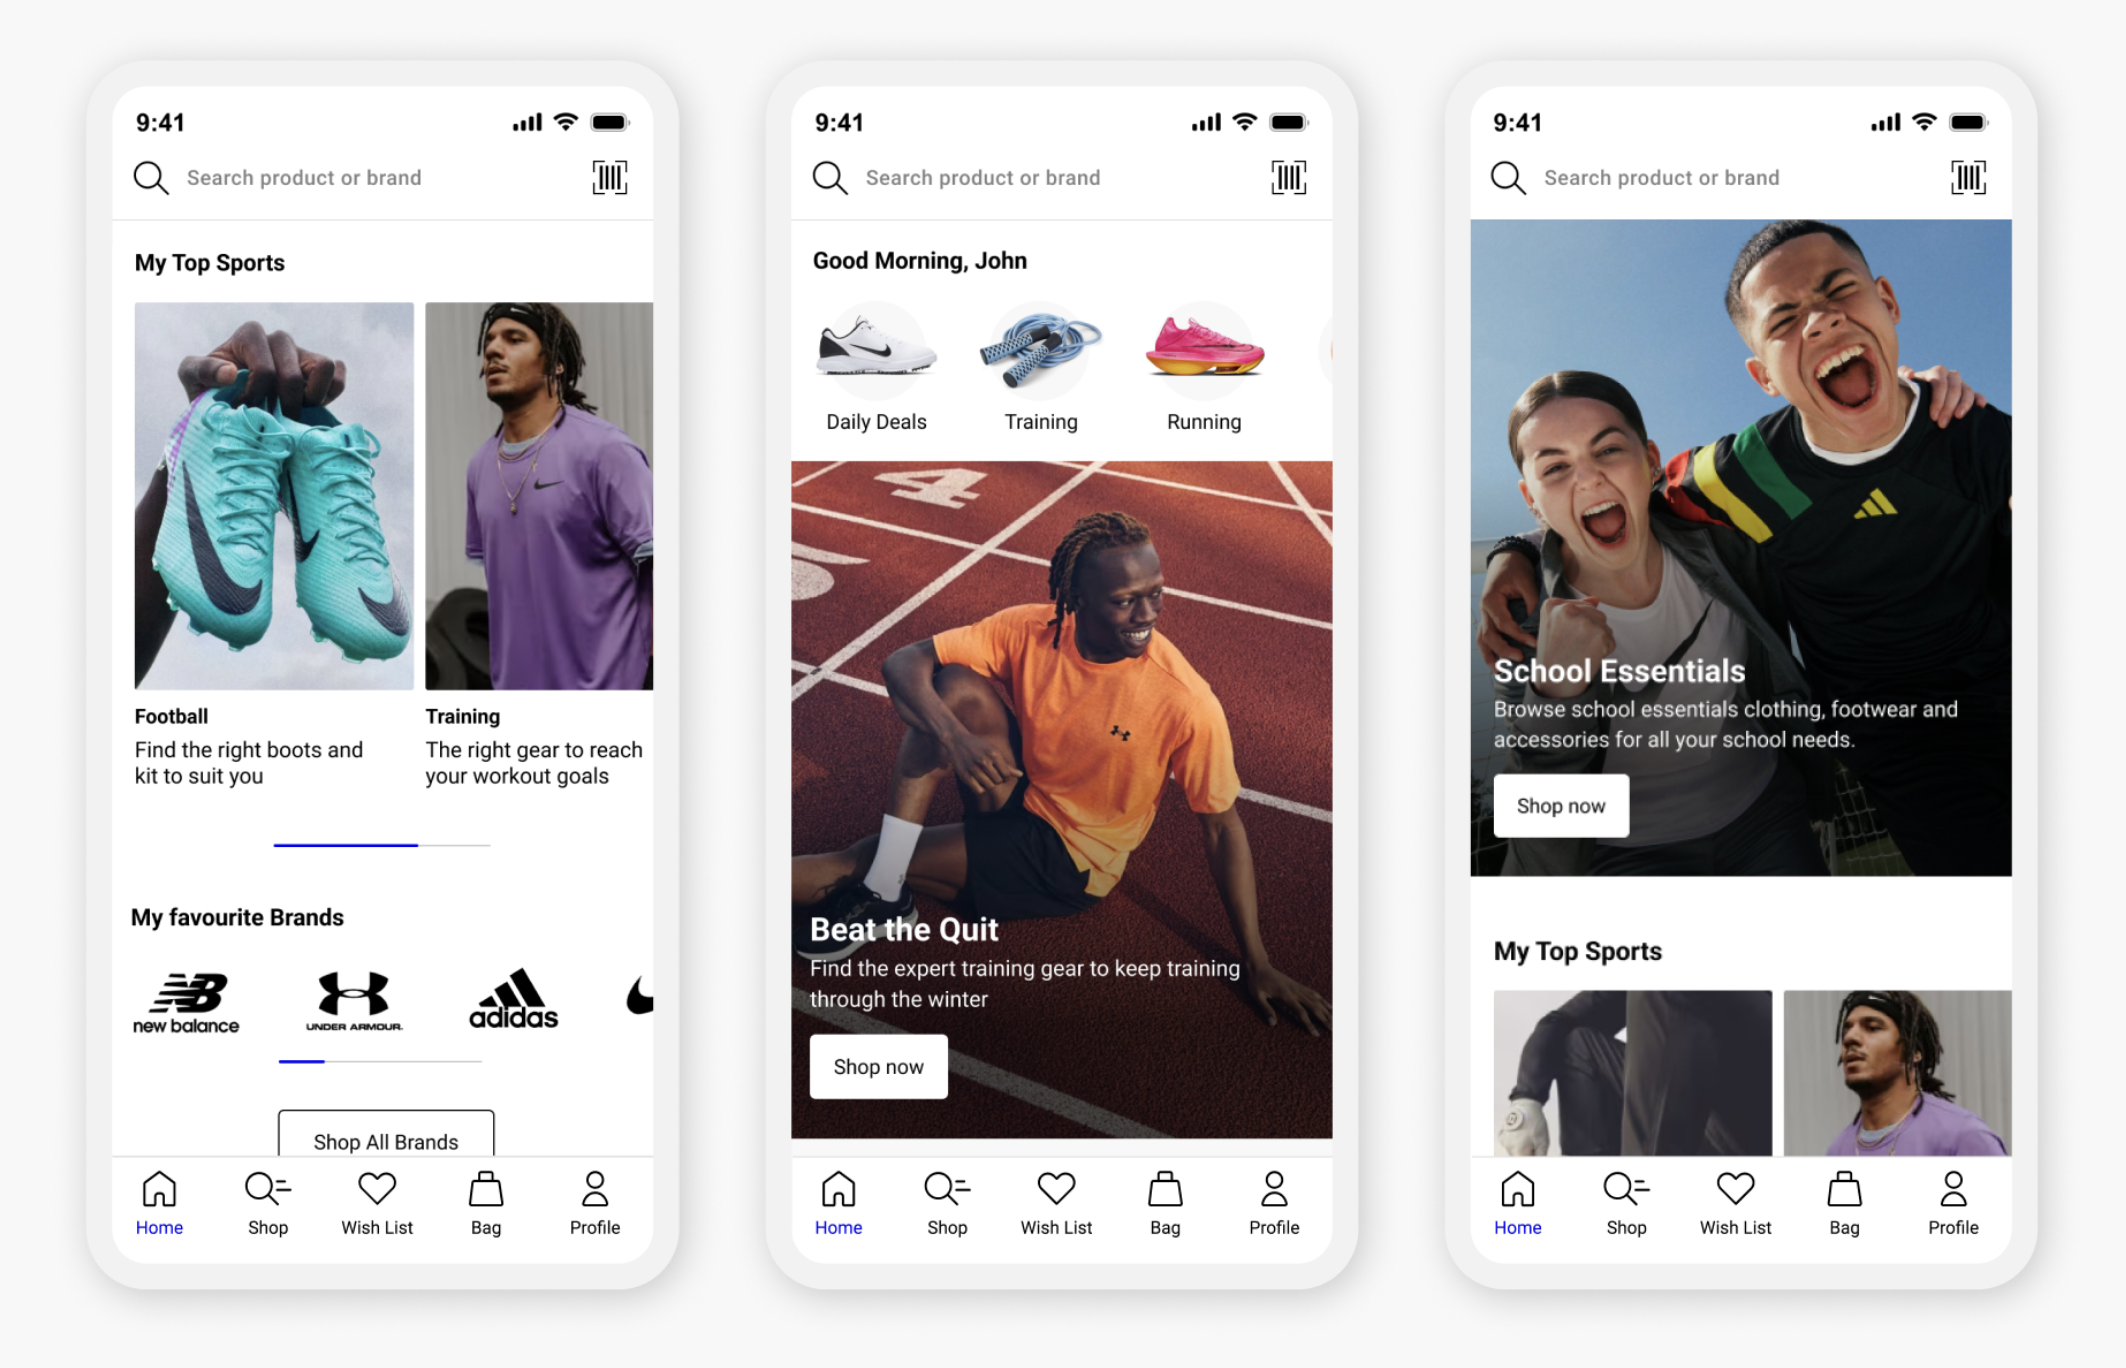 9:41
Search product or brand
My Top Sports
Football
Training
Find the right boots and
kit to suit you
The right gear to reach
your workout goals
My favourite Brands
new balance
UNDER ARMOUR.
adidas
Shop All Brands
Home
Shop
Wish List
Bag
Profile
9:41
Search product or brand
Good Morning, John
Daily Deals
Training
Running
4
Beat the Quit
Find the expert training gear to keep training
through the winter
Shop now
Home
Shop
Wish List
Bag
Profile
9:41
Search product or brand
School Essentials
Browse school essentials clothing, footwear and
accessories for all your school needs.
Shop now
My Top Sports
Home
Shop
Wish List
Bag
Profile